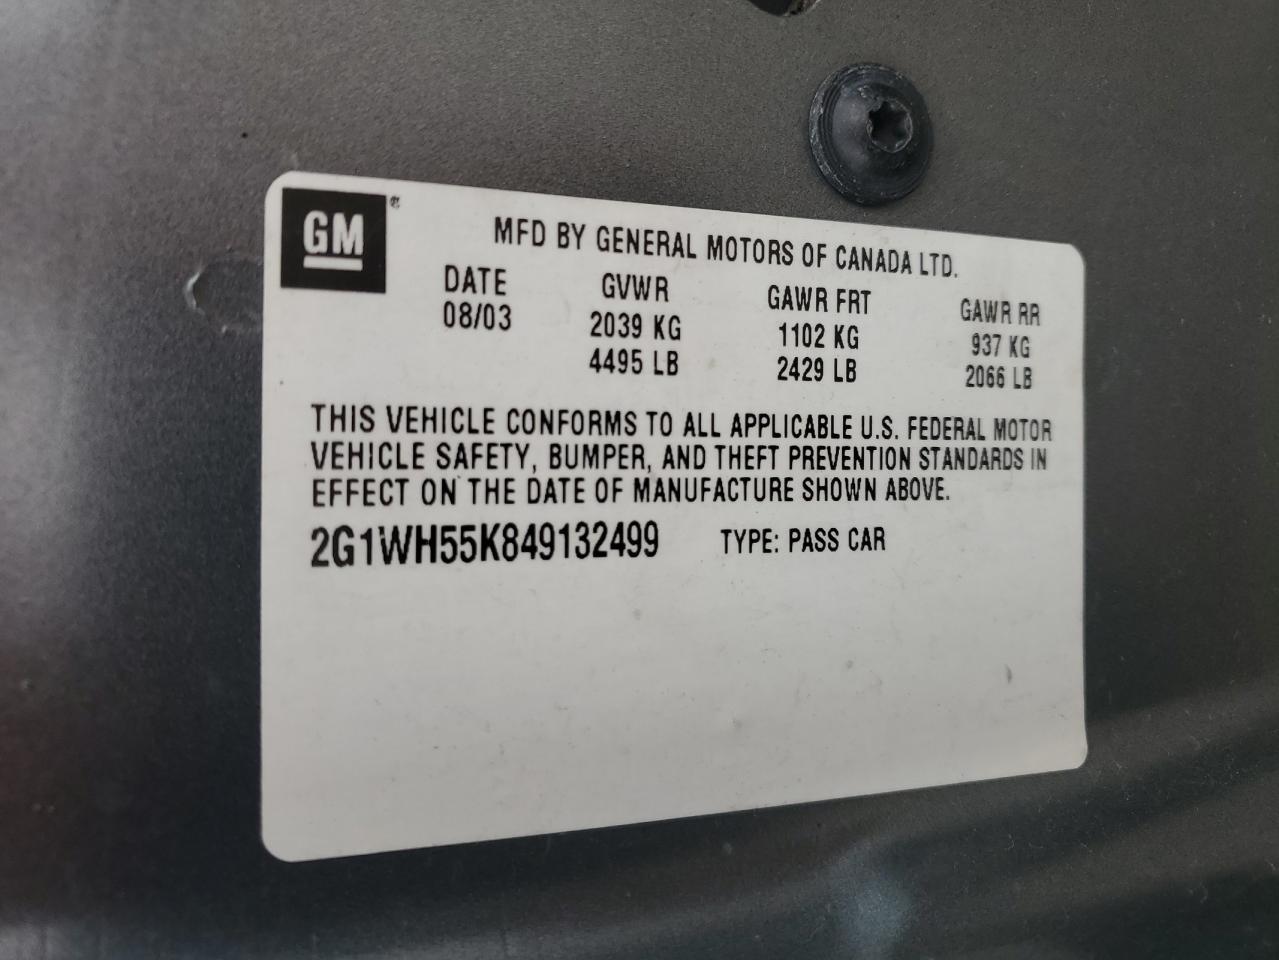 GM®
MFD BY GENERAL MOTORS OF CANADA LTD.
DATE GVWR GAWR FRT GAWR RR
08/03 2039 KG 1102 KG 937 KG
4495 LB 2429 LB 2066 LB
THIS VEHICLE CONFORMS TO ALL APPLICABLE U.S. FEDERAL MOTOR
VEHICLE SAFETY, BUMPER, AND THEFT PREVENTION STANDARDS IN
EFFECT ON THE DATE OF MANUFACTURE SHOWN ABOVE.
2G1WH55K849132499 TYPE: PASS CAR